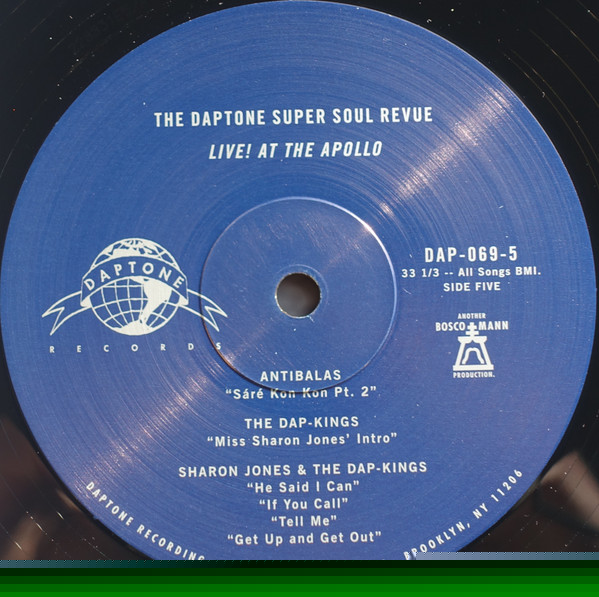 THE DAPTONE SUPER SOUL REVUE
LIVE! AT THE APOLLO
DAPTONE
RECORDS
DAP-069-5
33 1/3 -- All Songs BMI.
SIDE FIVE
ANOTHER
BOSCO MANN
PRODUCTION.
ANTIBALAS
“Sáré Kon Kon Pt. 2”
THE DAP-KINGS
“Miss Sharon Jones’ Intro”
SHARON JONES & THE DAP-KINGS
“He Said I Can”
“If You Call”
“Tell Me”
“Get Up and Get Out”
DAPTONE RECORDING
BROOKLYN, NY 11206